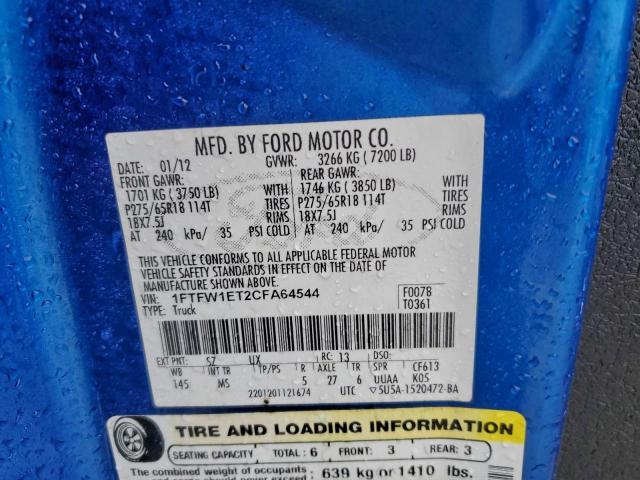 MFD. BY FORD MOTOR CO.
DATE: 01/12 GVWR: 3266 KG ( 7200 LB)
FRONT GAWR: REAR GAWR:
1701 KG ( 3750 LB) WITH 1746 KG ( 3850 LB) WITH
P275/65R18 114T TIRES P275/65R18 114T TIRES
18X7.5J RIMS 18X7.5J RIMS
AT 240 kPa/ 35 PSI COLD AT 240 kPa/ 35 PSI COLD
Ford
THIS VEHICLE CONFORMS TO ALL APPLICABLE FEDERAL MOTOR
VEHICLE SAFETY STANDARDS IN EFFECT ON THE DATE OF
MANUFACTURE SHOWN ABOVE.
VIN: 1FTFW1ET2CFA64544 F0078
TYPE: Truck T0361
EXT PNT: SZ UX RC: 13 DSO:
WB INT TR TP/PS R AXLE TR SPR CF613
145 MS 5 27 6 UUAA K05
2201201121674 UTC 5U5A-1520472-BA
TIRE AND LOADING INFORMATION
SEATING CAPACITY TOTAL: 6 FRONT: 3 REAR: 3
The combined weight of occupants 639 kg or 1410 lbs.